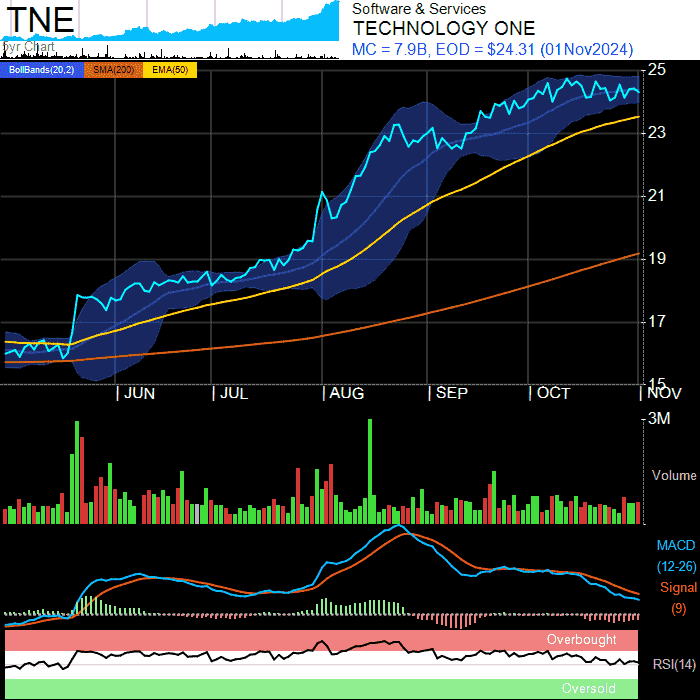 TNE
5yr Chart
Software & Services
TECHNOLOGY ONE
MC = 7.9B, EOD = $24.31 (01Nov2024)
BollBands(20,2) SMA(200) EMA(50)
25
23
21
19
17
15
JUN JUL AUG SEP OCT NOV
3M
Volume
MACD
(12-26)
Signal
(9)
Overbought
RSI(14)
Oversold